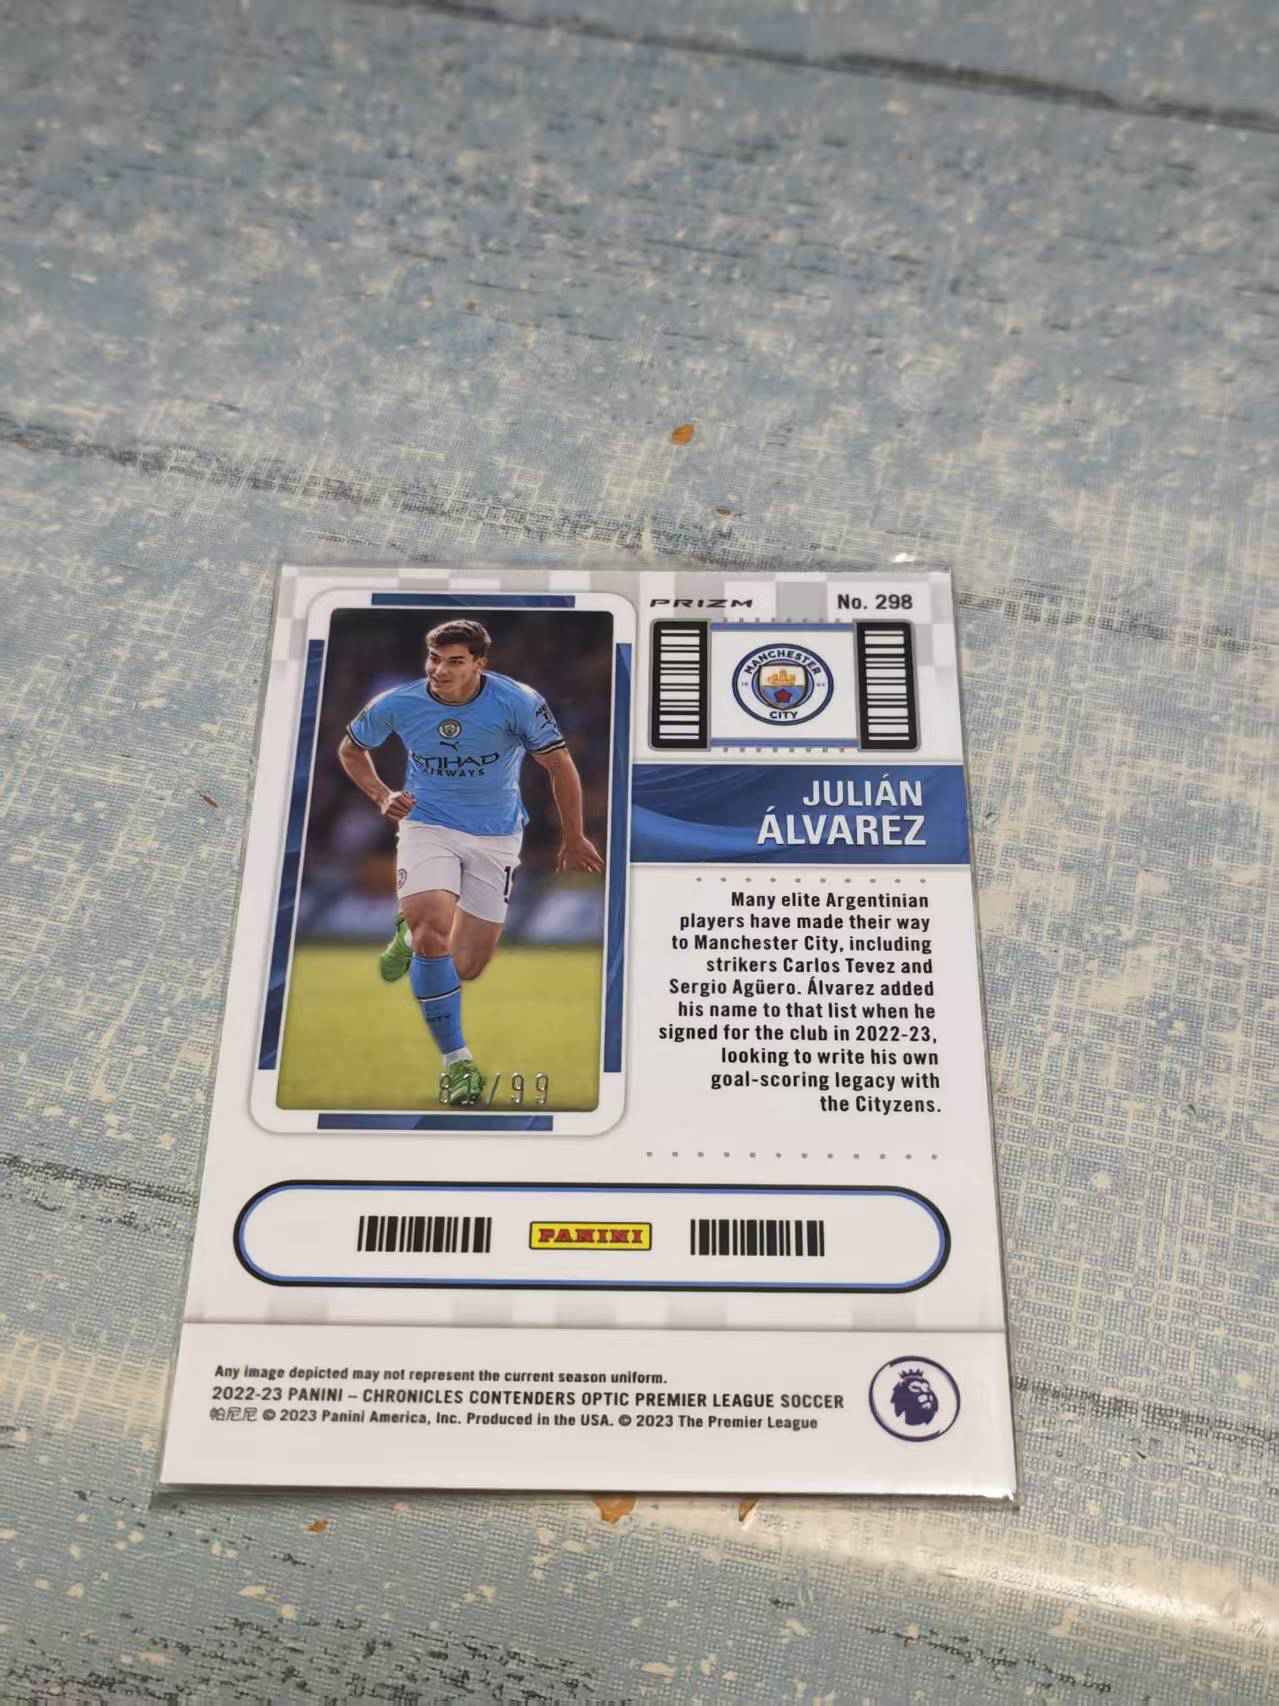 PRIZM
No. 298
MANCHESTER
CITY
ETIHAD
AIRWAYS
JULIÁN
ÁLVAREZ
Many elite Argentinian
players have made their way
to Manchester City, including
strikers Carlos Tevez and
Sergio Agüero. Álvarez added
his name to that list when he
signed for the club in 2022-23,
looking to write his own
goal-scoring legacy with
the Cityzens.
/99
PANINI
Any image depicted may not represent the current season uniform.
2022-23 PANINI – CHRONICLES CONTENDERS OPTIC PREMIER LEAGUE SOCCER
帕尼尼 © 2023 Panini America, Inc. Produced in the USA. © 2023 The Premier League